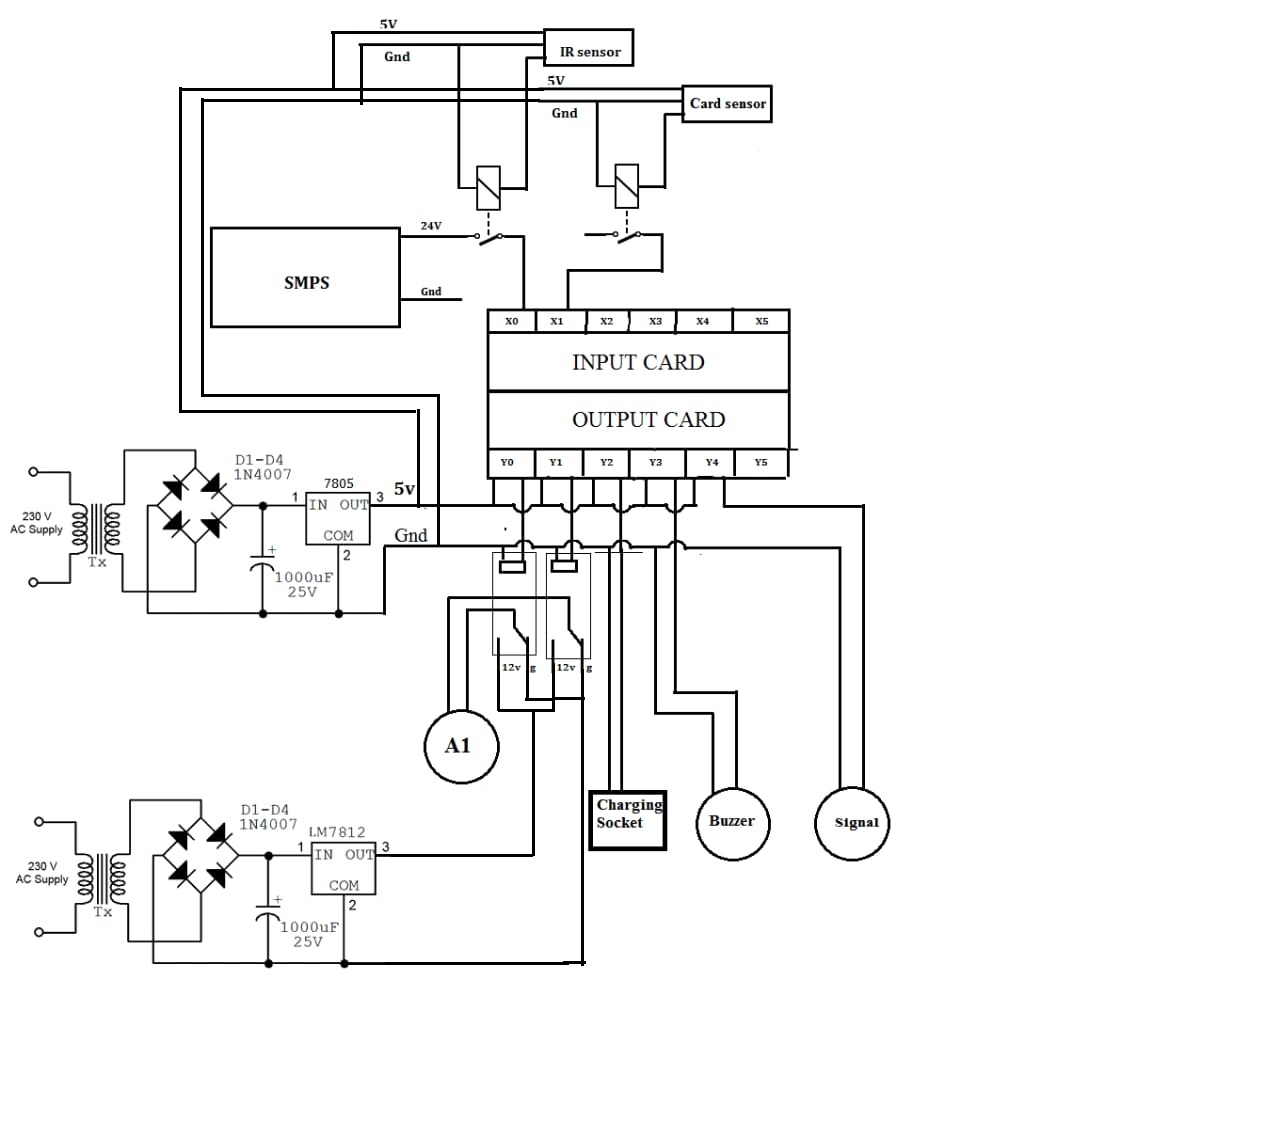 5V
IR sensor
Gnd
5V
Card sensor
Gnd
24V
SMPS
Gnd
X0 X1 X2 X3 X4 X5
INPUT CARD
OUTPUT CARD
Y0 Y1 Y2 Y3 Y4 Y5
D1-D4
1N4007
7805
1 IN OUT 3 5v
COM
2
Gnd
230 V
AC Supply
Tx
+
1000uF
25V
12v g 12v g
A1
Charging
Socket
Buzzer
Signal
D1-D4
1N4007
LM7812
1 IN OUT 3
COM
2
230 V
AC Supply
Tx
+
1000uF
25V